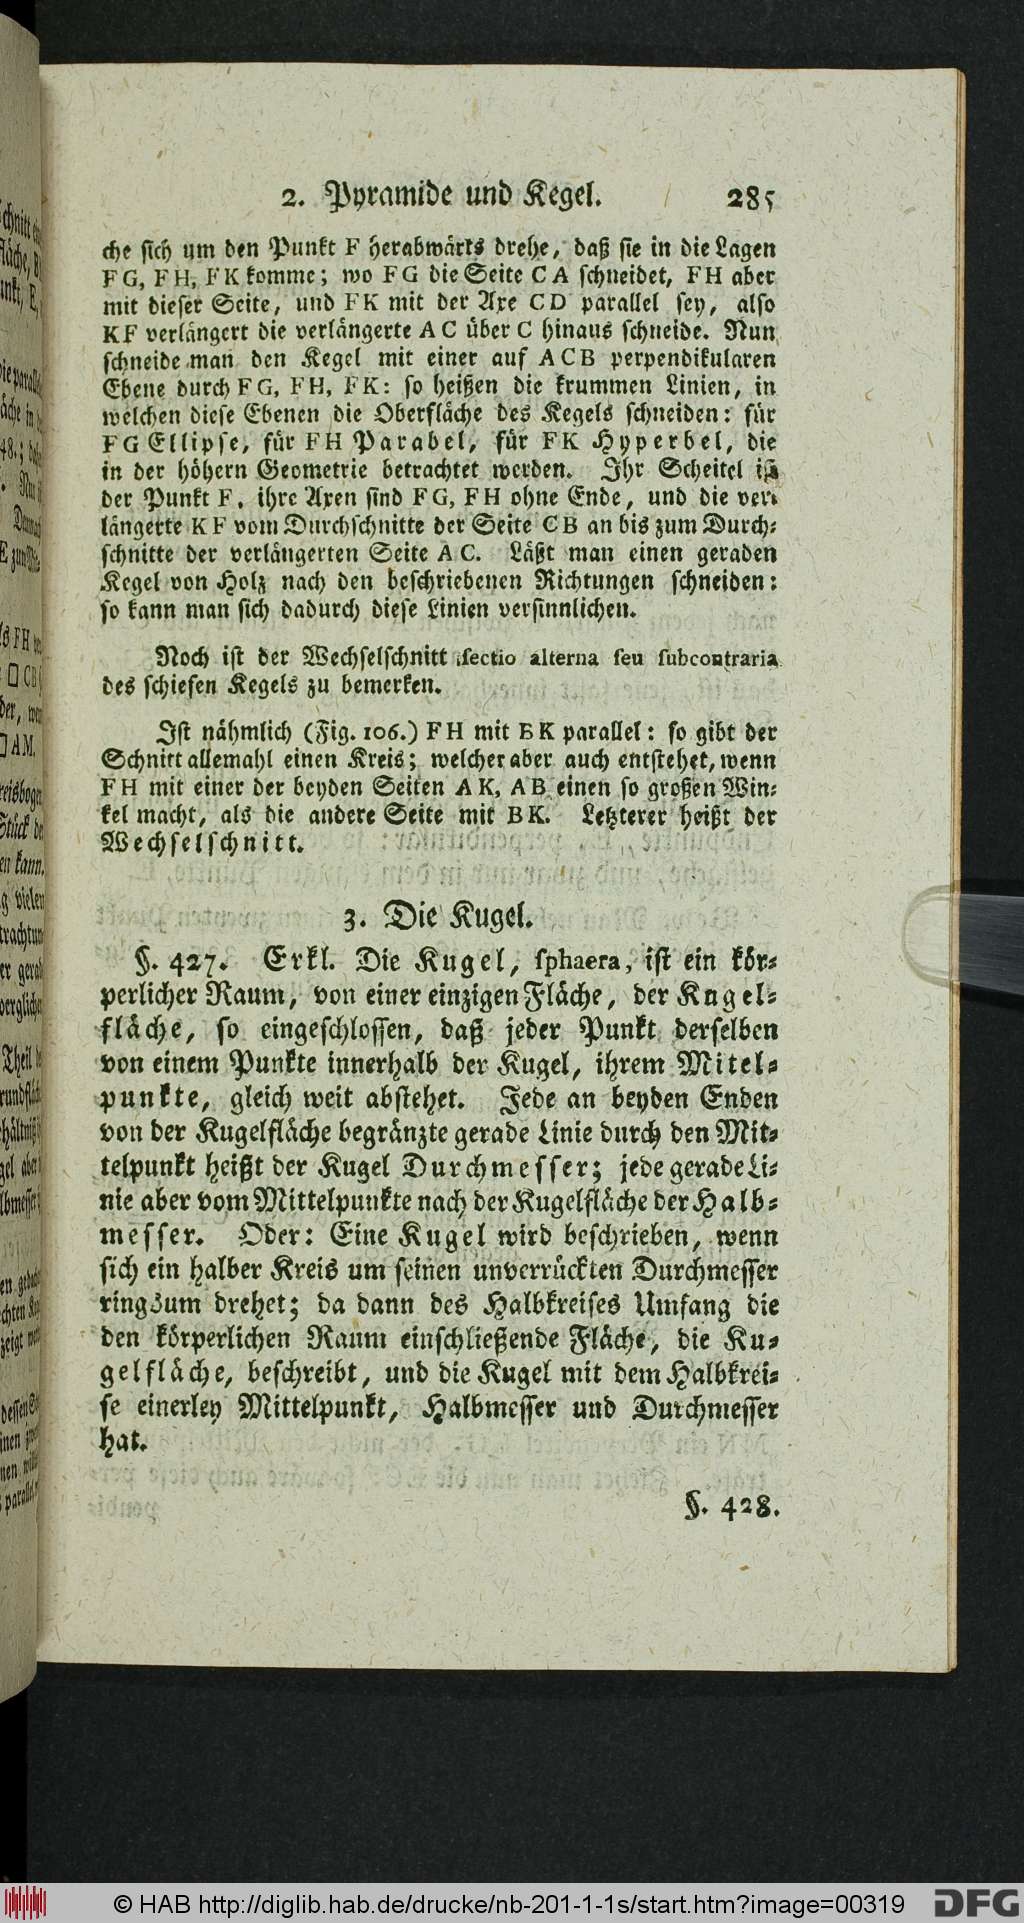 2. Pyramide und Kegel. 285
che sich um den Punkt F herabwärts drehe, daß sie in die Lagen
FG, FH, FK komme; wo FG die Seite CA schneidet, FH aber
mit dieser Seite, und FK mit der Axe CD parallel sey, also
KF verlängert die verlängerte AC über C hinaus schneide. Nun
schneide man den Kegel mit einer auf ACB perpendikularen
Ebene durch FG, FH, FK: so heißen die krummen Linien, in
welchen diese Ebenen die Oberfläche des Kegels schneiden: für
FG Ellipse, für FH Parabel, für FK Hyperbel, die
in der höhern Geometrie betrachtet werden. Ihr Scheitel ist
der Punkt F, ihre Axen sind FG, FH ohne Ende, und die ver-
längerte KF vom Durchschnitte der Seite CB an bis zum Durch-
schnitte der verlängerten Seite AC. Läßt man einen geraden
Kegel von Holz nach den beschriebenen Richtungen schneiden:
so kann man sich dadurch diese Linien versinnlichen.
Noch ist der Wechselschnitt sectio alterna seu subcontraria
des schiefen Kegels zu bemerken.
Ist nähmlich (Fig. 106.) FH mit BK parallel: so gibt der
Schnitt allemahl einen Kreis; welcher aber auch entstehet, wenn
FH mit einer der beyden Seiten AK, AB einen so großen Win-
kel macht, als die andere Seite mit BK. Letzterer heißt der
Wechselschnitt.
3. Die Kugel.
§. 427. Erkl. Die Kugel, sphaera, ist ein kör-
perlicher Raum, von einer einzigen Fläche, der Kngel-
fläche, so eingeschlossen, daß jeder Punkt derselben
von einem Punkte innerhalb der Kugel, ihrem Mitel-
punkte, gleich weit abstehet. Jede an beyden Enden
von der Kugelfläche begränzte gerade Linie durch den Mit-
telpunkt heißt der Kugel Durchmesser; jede gerade Li-
nie aber vom Mittelpunkte nach der Kugelfläche der Halb-
messer. Oder: Eine Kugel wird beschrieben, wenn
sich ein halber Kreis um seinen unverrückten Durchmesser
ringsum drehet; da dann des Halbkreises Umfang die
den körperlichen Raum einschließende Fläche, die Ku-
gelfläche, beschreibt, und die Kugel mit dem Halbkrei-
se einerley Mittelpunkt, Halbmesser und Durchmesser
hat.
§. 428.
© HAB http://diglib.hab.de/drucke/nb-201-1-1s/start.htm?image=00319
DFG